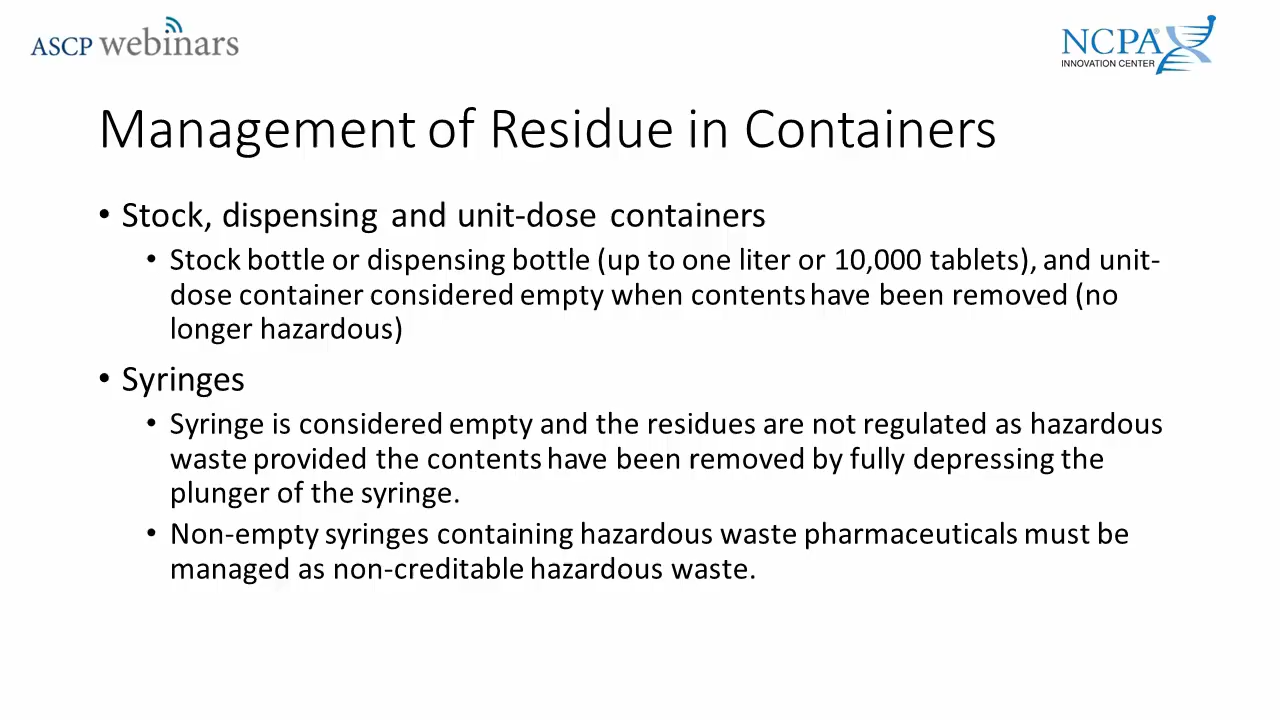 ASCP webinars
NCPA®
INNOVATION CENTER
Management of Residue in Containers
• Stock, dispensing and unit-dose containers
• Stock bottle or dispensing bottle (up to one liter or 10,000 tablets), and unit-
dose container considered empty when contents have been removed (no
longer hazardous)
• Syringes
• Syringe is considered empty and the residues are not regulated as hazardous
waste provided the contents have been removed by fully depressing the
plunger of the syringe.
• Non-empty syringes containing hazardous waste pharmaceuticals must be
managed as non-creditable hazardous waste.